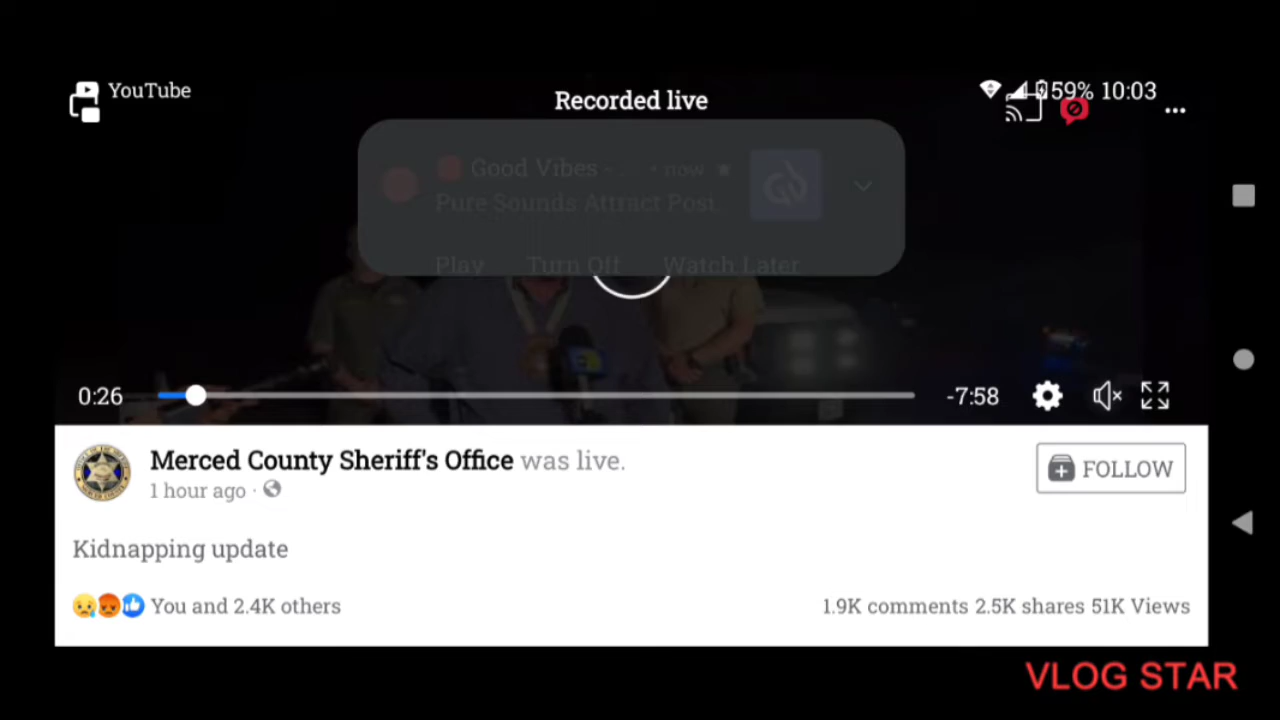 YouTube
59% 10:03
Recorded live
Good Vibes - • now
Pure Sounds Attract Posi
Play Turn Off Watch Later
0:26
-7:58
Merced County Sheriff's Office was live.
1 hour ago ·
FOLLOW
Kidnapping update
You and 2.4K others
1.9K comments 2.5K shares 51K Views
VLOG STAR